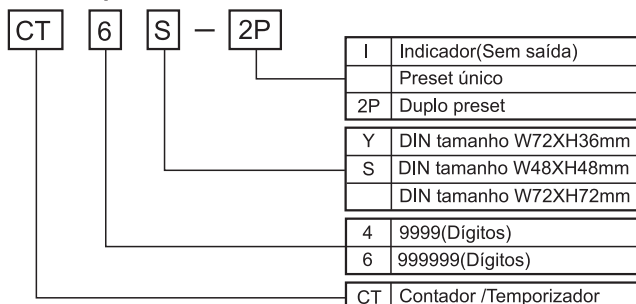 CT 6 S – 2P
I Indicador(Sem saída)
Preset único
2P Duplo preset
Y DIN tamanho W72XH36mm
S DIN tamanho W48XH48mm
DIN tamanho W72XH72mm
4 9999(Dígitos)
6 999999(Dígitos)
CT Contador /Temporizador